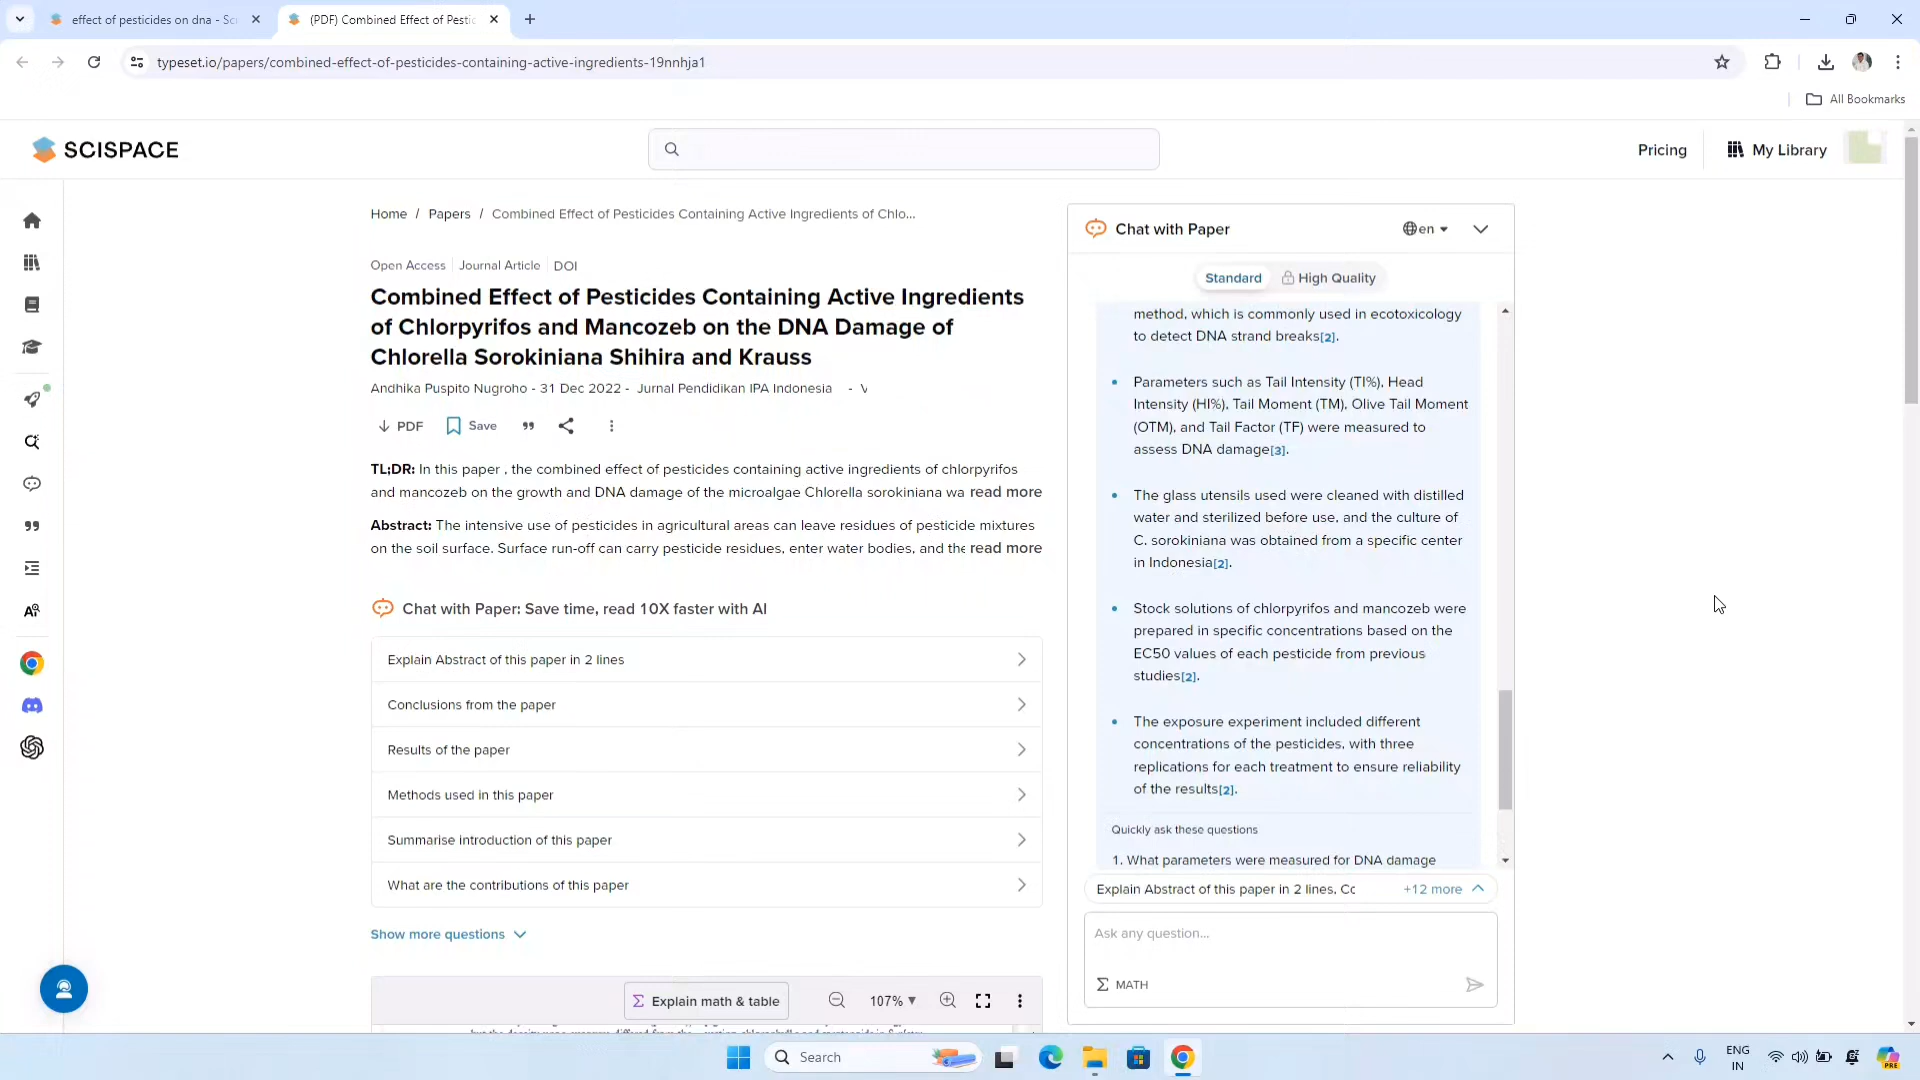 effect of pesticides on dna - Sc
(PDF) Combined Effect of Pestic
typeset.io/papers/combined-effect-of-pesticides-containing-active-ingredients-19nnhja1
All Bookmarks
SCISPACE
Pricing
My Library
Home / Papers / Combined Effect of Pesticides Containing Active Ingredients of Chlo...
Open Access
Journal Article
DOI
Combined Effect of Pesticides Containing Active Ingredients
of Chlorpyrifos and Mancozeb on the DNA Damage of
Chlorella Sorokiniana Shihira and Krauss
Andhika Puspito Nugroho - 31 Dec 2022 - Jurnal Pendidikan IPA Indonesia - V
PDF
Save
TL;DR: In this paper , the combined effect of pesticides containing active ingredients of chlorpyrifos
and mancozeb on the growth and DNA damage of the microalgae Chlorella sorokiniana wa read more
Abstract: The intensive use of pesticides in agricultural areas can leave residues of pesticide mixtures
on the soil surface. Surface run-off can carry pesticide residues, enter water bodies, and the read more
Chat with Paper: Save time, read 10X faster with AI
Explain Abstract of this paper in 2 lines
Conclusions from the paper
Results of the paper
Methods used in this paper
Summarise introduction of this paper
What are the contributions of this paper
Show more questions
Explain math & table
107%
Chat with Paper
en
Standard
High Quality
method, which is commonly used in ecotoxicology
to detect DNA strand breaks[2].
• Parameters such as Tail Intensity (TI%), Head
Intensity (HI%), Tail Moment (TM), Olive Tail Moment
(OTM), and Tail Factor (TF) were measured to
assess DNA damage[3].
• The glass utensils used were cleaned with distilled
water and sterilized before use, and the culture of
C. sorokiniana was obtained from a specific center
in Indonesia[2].
• Stock solutions of chlorpyrifos and mancozeb were
prepared in specific concentrations based on the
EC50 values of each pesticide from previous
studies[2].
• The exposure experiment included different
concentrations of the pesticides, with three
replications for each treatment to ensure reliability
of the results[2].
Quickly ask these questions
1. What parameters were measured for DNA damage
Explain Abstract of this paper in 2 lines, Cc
+12 more
Ask any question...
MATH
Search
ENG
IN
PRE